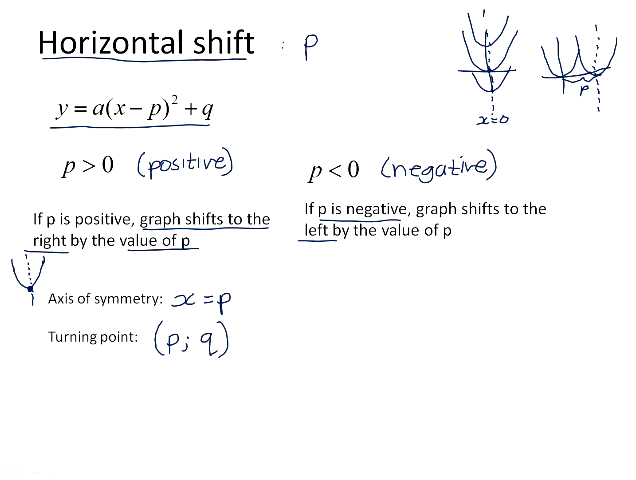 Horizontal shift : p
y = a(x − p)² + q
p > 0 (positive)
If p is positive, graph shifts to the
right by the value of p
Axis of symmetry: x = p
Turning point: (p; q)
p < 0 (negative)
If p is negative, graph shifts to the
left by the value of p
x=0
p